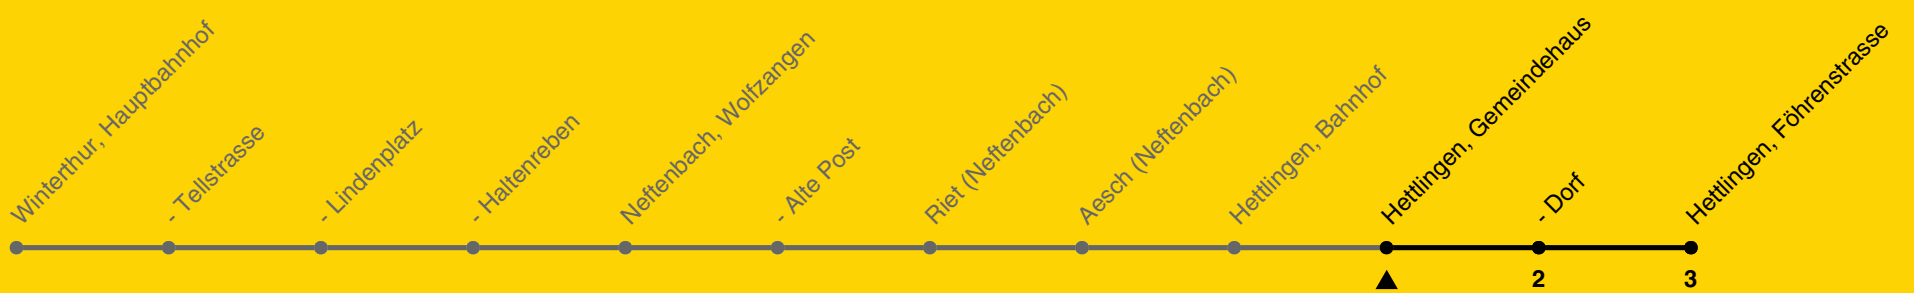 Winterthur, Hauptbahnhof
- Tellstrasse
- Lindenplatz
- Haltenreben
Neftenbach, Wolfzangen
- Alte Post
Riet (Neftenbach)
Aesch (Neftenbach)
Hettlingen, Bahnhof
Hettlingen, Gemeindehaus
- Dorf
Hettlingen, Föhrenstrasse
2
3